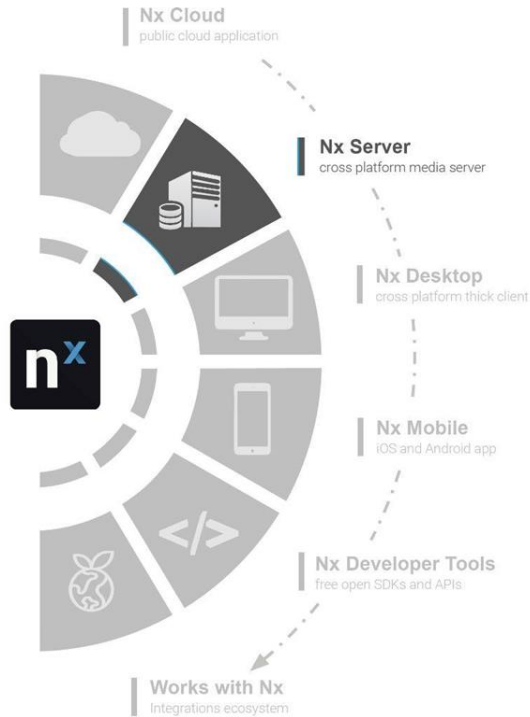 Nx Cloud
public cloud application
Nx Server
cross platform media server
Nx Desktop
cross platform thick client
nx
Nx Mobile
iOS and Android app
</>
Nx Developer Tools
free open SDKs and APIs
Works with Nx
Integrations ecosystem